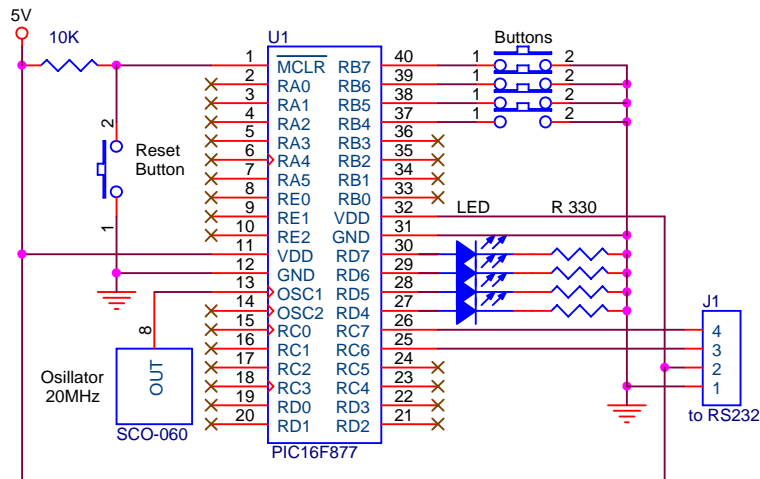 5V
10K
U1
Buttons
1 MCLR RB7 40 1 2
2 RA0 RB6 39 1 2
3 RA1 RB5 38 1 2
4 RA2 RB4 37 1 2
5 RA3 RB3 36
6 RA4 RB2 35
7 RA5 RB1 34
8 RE0 RB0 33
9 RE1 VDD 32
10 RE2 GND 31
11 VDD RD7 30
12 GND RD6 29
13 OSC1 RD5 28
14 OSC2 RD4 27
15 RC0 RC7 26
16 RC1 RC6 25
17 RC2 RC5 24
18 RC3 RC4 23
19 RD0 RD3 22
20 RD1 RD2 21
PIC16F877
2
Reset
Button
1
LED
R 330
8
OUT
Osillator
20MHz
SCO-060
J1
4
3
2
1
to RS232